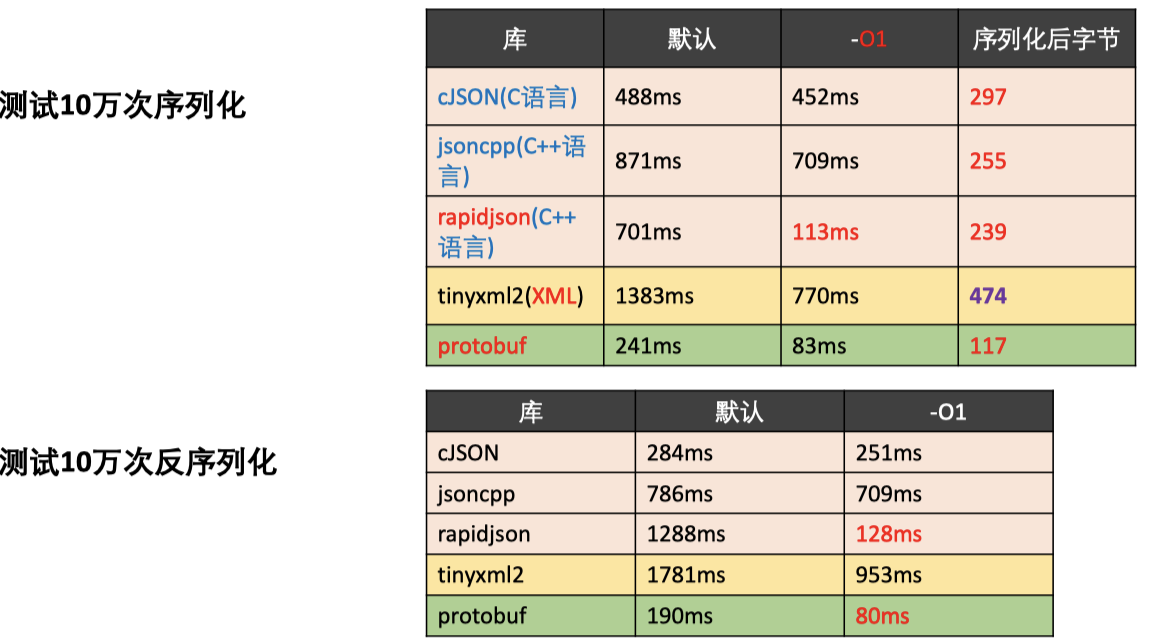 测试10万次序列化
库 默认 -O1 序列化后字节
cJSON(C语言) 488ms 452ms 297
jsoncpp(C++语
言) 871ms 709ms 255
rapidjson(C++
语言) 701ms 113ms 239
tinyxml2(XML) 1383ms 770ms 474
protobuf 241ms 83ms 117
测试10万次反序列化
库 默认 -O1
cJSON 284ms 251ms
jsoncpp 786ms 709ms
rapidjson 1288ms 128ms
tinyxml2 1781ms 953ms
protobuf 190ms 80ms